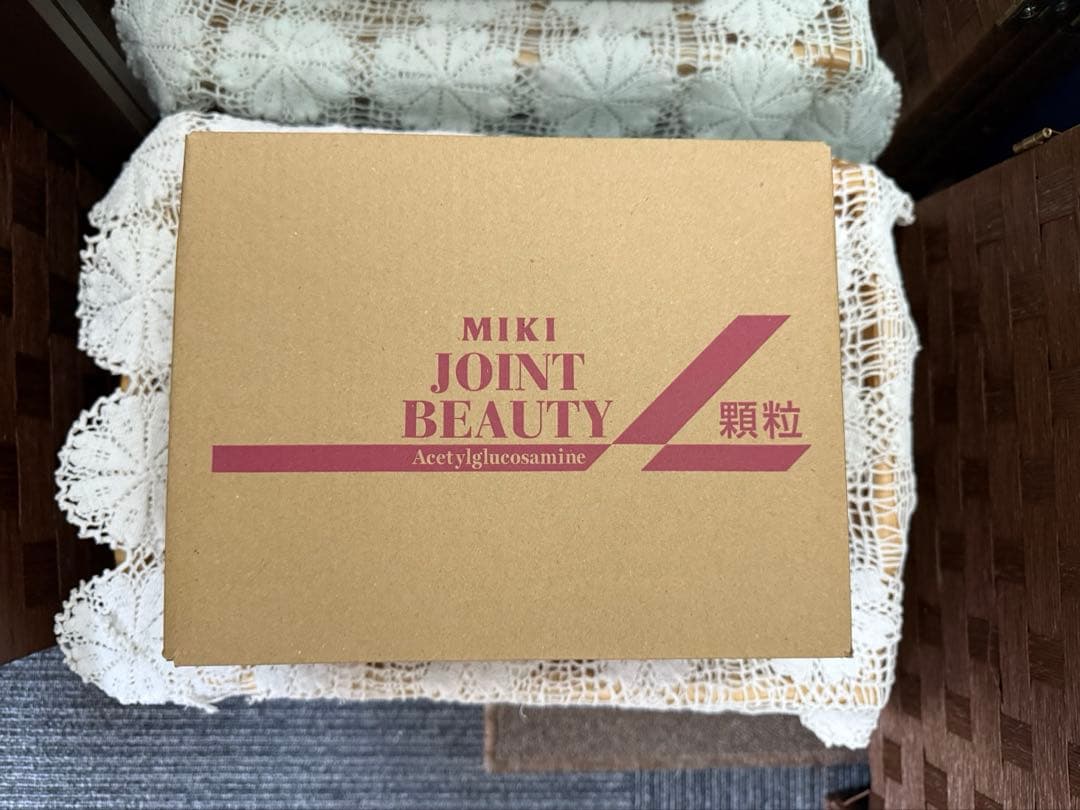 MIKI
JOINT
BEAUTY
顆粒
Acetylglucosamine